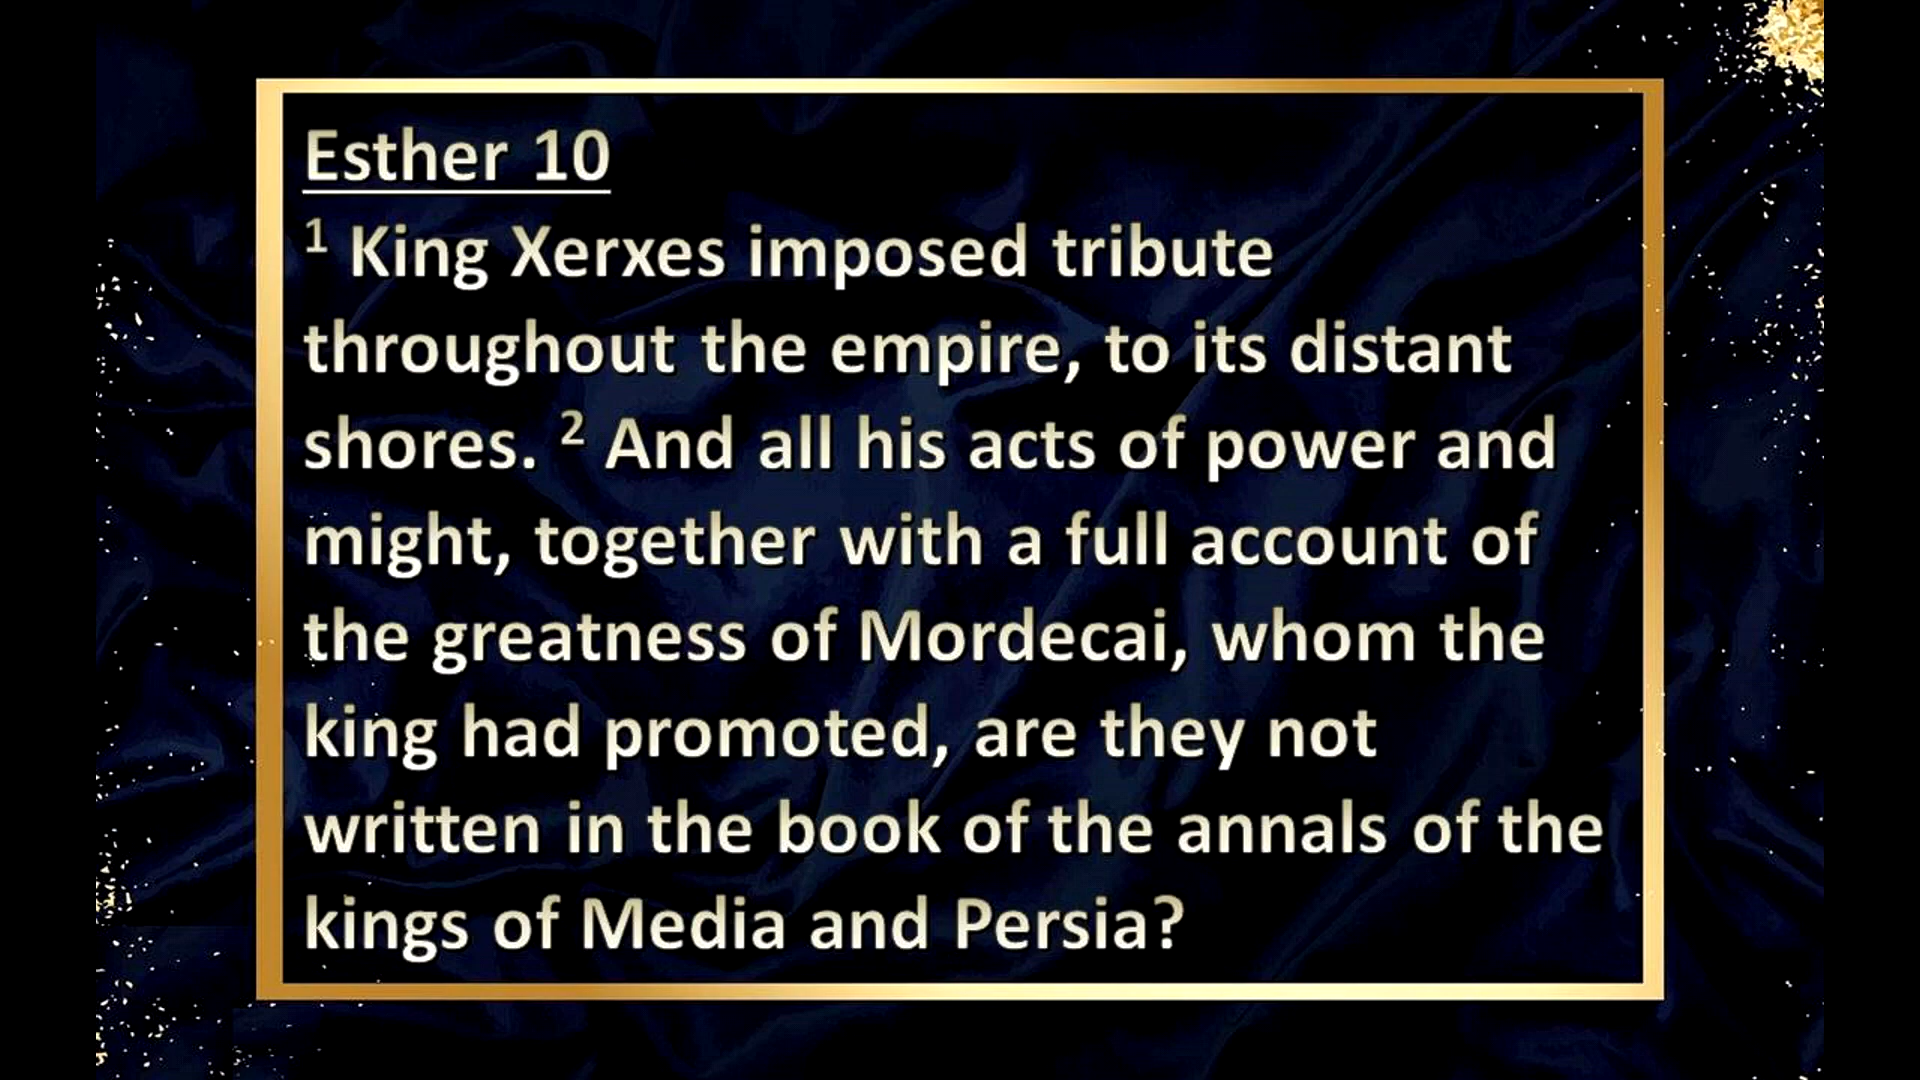 Esther 10
¹ King Xerxes imposed tribute
throughout the empire, to its distant
shores. ² And all his acts of power and
might, together with a full account of
the greatness of Mordecai, whom the
king had promoted, are they not
written in the book of the annals of the
kings of Media and Persia?